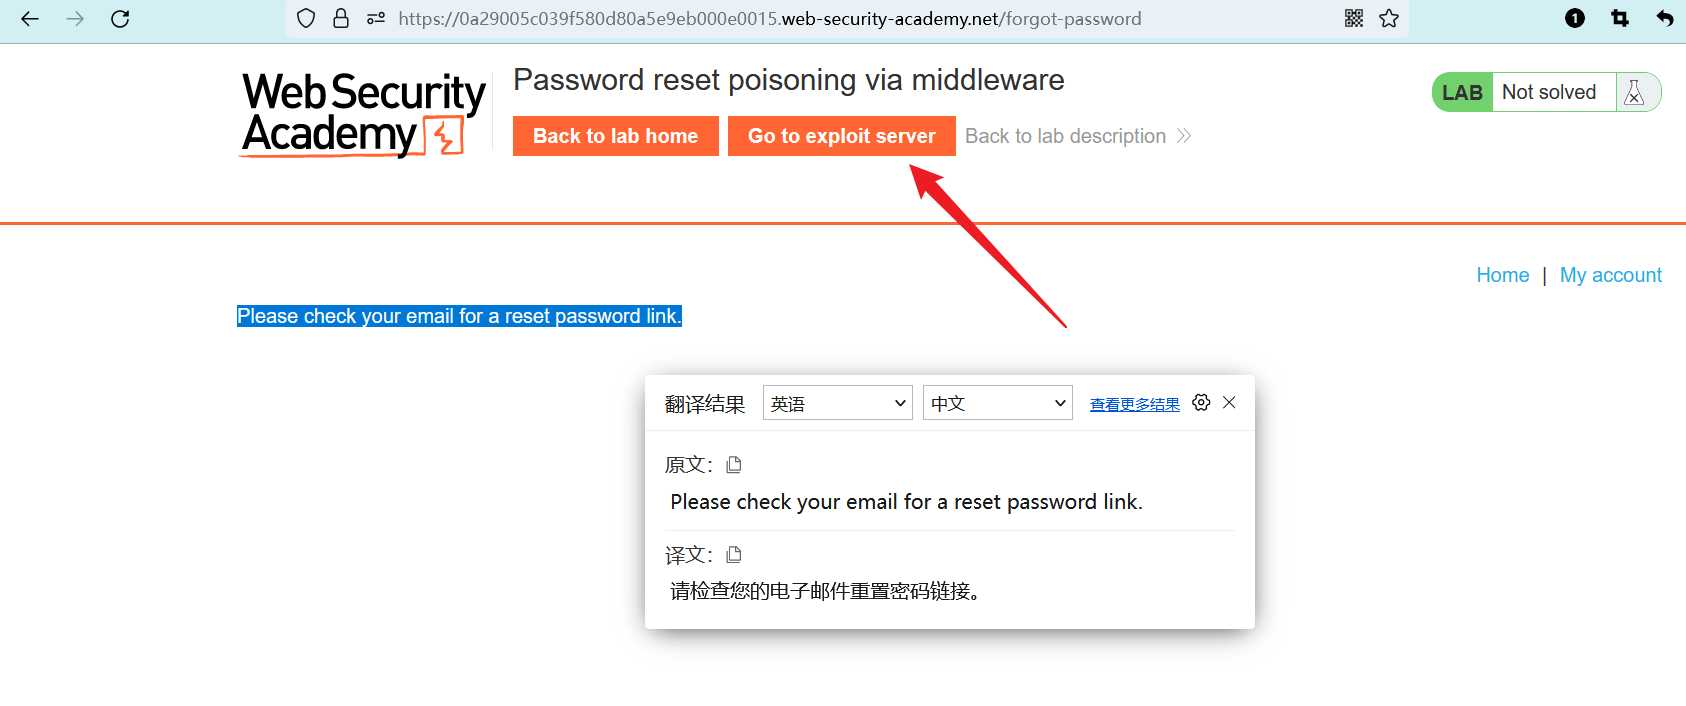 https://0a29005c039f580d80a5e9eb000e0015.web-security-academy.net/forgot-password
1
Web Security
Academy
Password reset poisoning via middleware
Back to lab home
Go to exploit server
Back to lab description
LAB
Not solved
Home | My account
Please check your email for a reset password link.
翻译结果
英语
中文
查看更多结果
原文：
Please check your email for a reset password link.
译文：
请检查您的电子邮件重置密码链接。